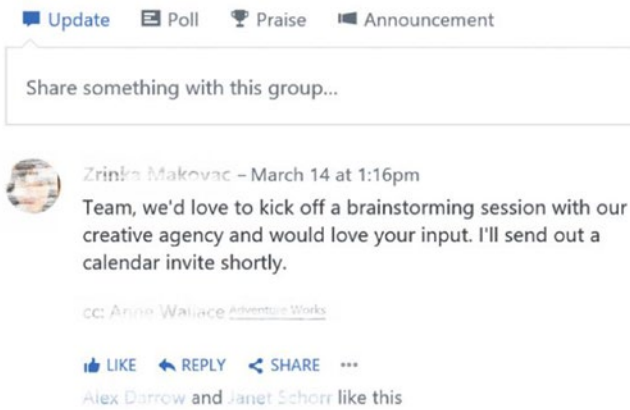 Update Poll Praise Announcement
Share something with this group...
Zrinka Makovac – March 14 at 1:16pm
Team, we'd love to kick off a brainstorming session with our
creative agency and would love your input. I'll send out a
calendar invite shortly.
cc: Anne Wallace Adventure Works
LIKE REPLY SHARE
Alex Darrow and Janet Schorr like this